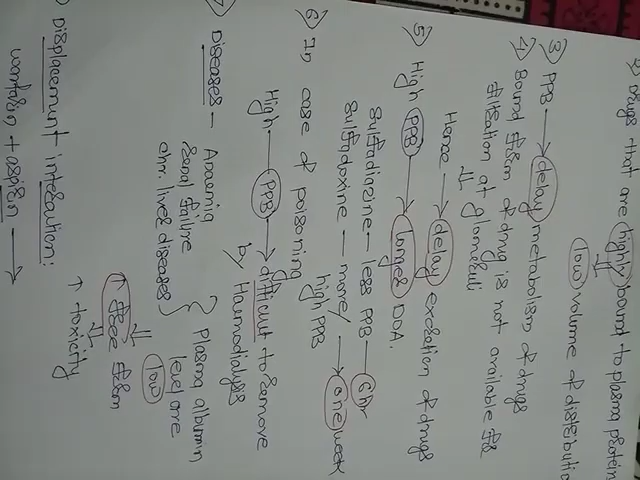 2) Drugs that are highly bound to plasma protein
⇓
low volume of distributio
3) PPB → delay metabolism of drugs
4) Bound form of drug is not available for
filtration at glomeruli
⇓
Hence → delay excretion of drugs
5) High PPB → longer DOA.
Sulfadiazine — less PPB — 6hr
Sulfadoxine — more/high PPB → one week
6) In case of poisoning
High — PPB → difficult to remove
by Haemodialysis
7) Diseases — Anaemia
Renal failure
chr. liver diseases } Plasma albumin
level are
low
⇓
↑ free form
⇓
↑ toxicity
) Displacement interaction:
warfarin + aspirin →